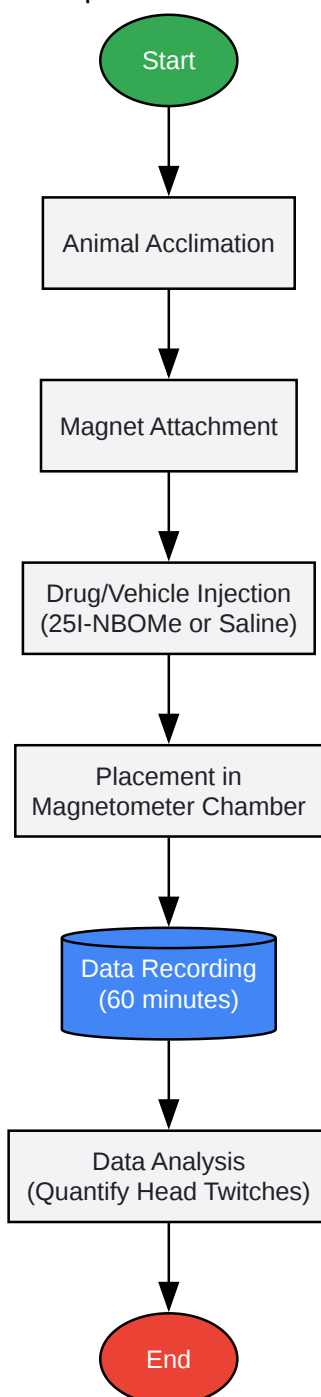 Start
Animal Acclimation
Magnet Attachment
Drug/Vehicle Injection
(25I-NBOMe or Saline)
Placement in
Magnetometer Chamber
Data Recording
(60 minutes)
Data Analysis
(Quantify Head Twitches)
End